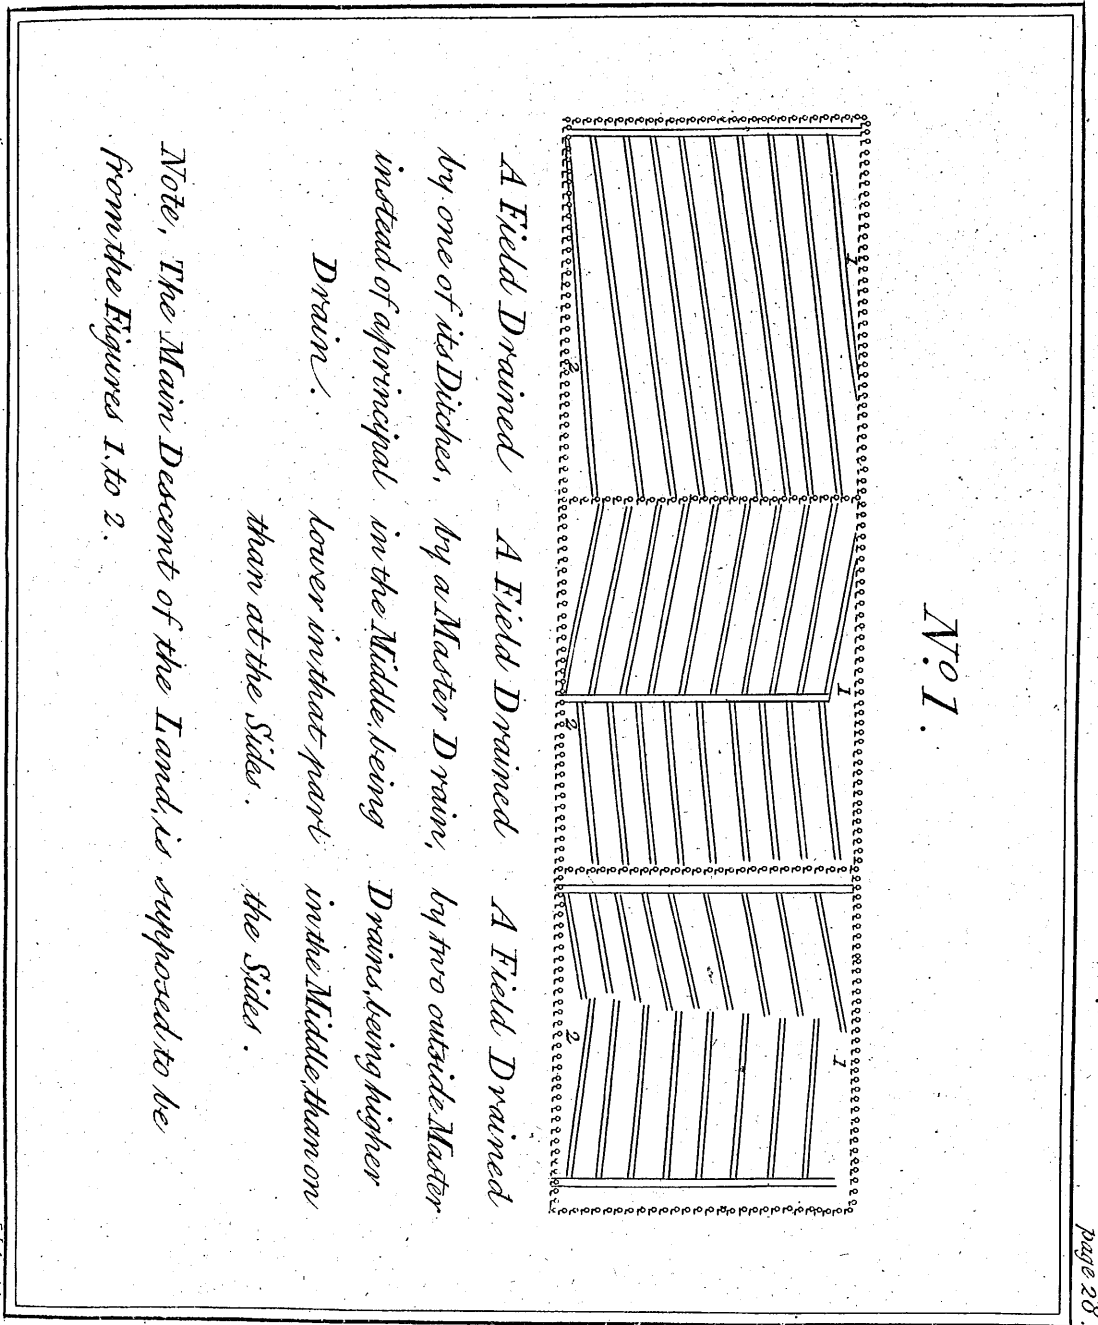 page 28.
No. 1.
1
2
1
2
1
2
A Field Drained
by one of its Ditches,
instead of a principal
Drain.
A Field Drained
by a Master Drain,
in the Middle, being
lower in that part
than at the Sides.
A Field Drained
by two outside Master
Drains, being higher
in the Middle, than on
the Sides.
Note, The Main Descent of the Land, is supposed to be
from the Figures 1. to 2.